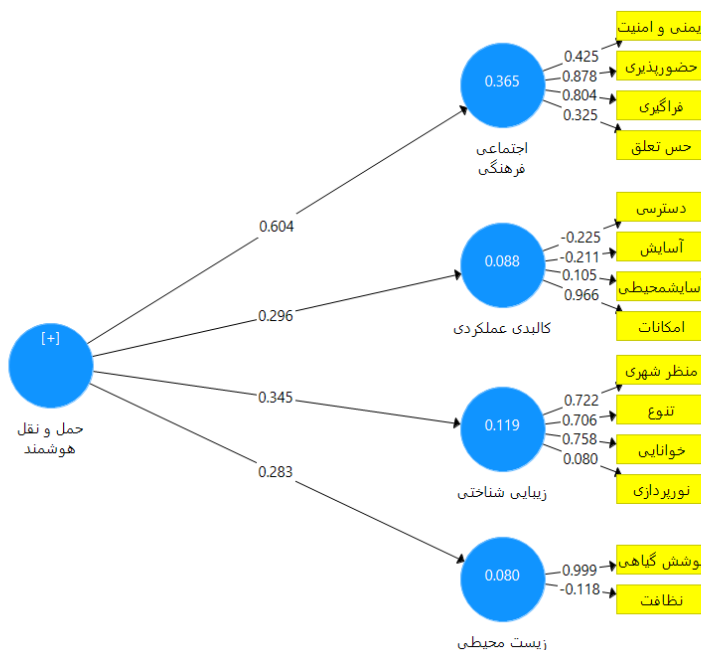 یمنی و امنیت
0.425
0.878
حضورپذیری
0.365
0.804
فراگیری
0.325
حس تعلق
اجتماعی
فرهنگی
0.604
دسترسی
-0.225
آسایش
-0.211
0.088
0.105
سایشمحیطی
0.966
امکانات
کالبدی عملکردی
0.296
[+]
حمل و نقل
هوشمند
0.345
منظر شهری
0.722
تنوع
0.706
0.119
0.758
خوانایی
0.080
نورپردازی
زیبایی شناختی
0.283
پوشش گیاهی
0.999
0.080
-0.118
نظافت
زیست محیطی